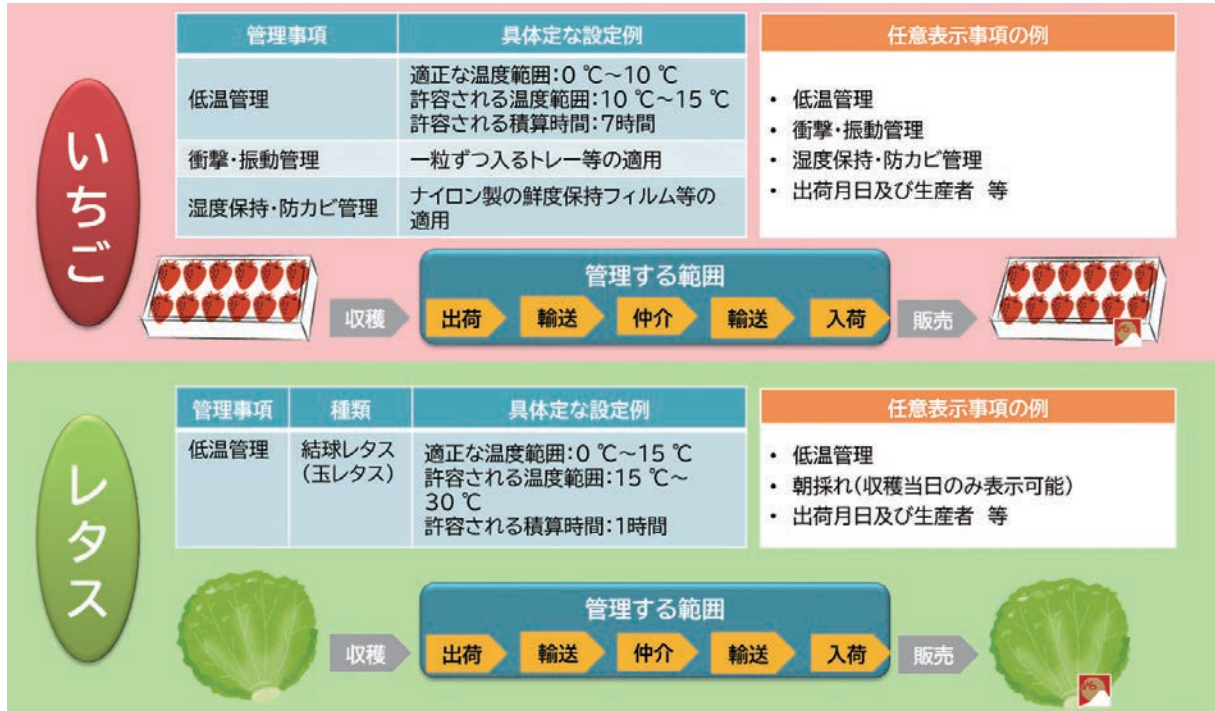 いちご
管理事項 具体定な設定例
低温管理 適正な温度範囲：0 ℃～10 ℃
許容される温度範囲：10 ℃～15 ℃
許容される積算時間：7時間
衝撃・振動管理 一粒ずつ入るトレー等の適用
湿度保持・防カビ管理 ナイロン製の鮮度保持フィルム等の
適用
任意表示事項の例
• 低温管理
• 衝撃・振動管理
• 湿度保持・防カビ管理
• 出荷月日及び生産者 等
管理する範囲
収穫 出荷 輸送 仲介 輸送 入荷 販売
レタス
管理事項 種類 具体定な設定例
低温管理 結球レタス 適正な温度範囲：0 ℃～15 ℃
（玉レタス） 許容される温度範囲：15 ℃～
30 ℃
許容される積算時間：1時間
任意表示事項の例
• 低温管理
• 朝採れ（収穫当日のみ表示可能）
• 出荷月日及び生産者 等
管理する範囲
収穫 出荷 輸送 仲介 輸送 入荷 販売